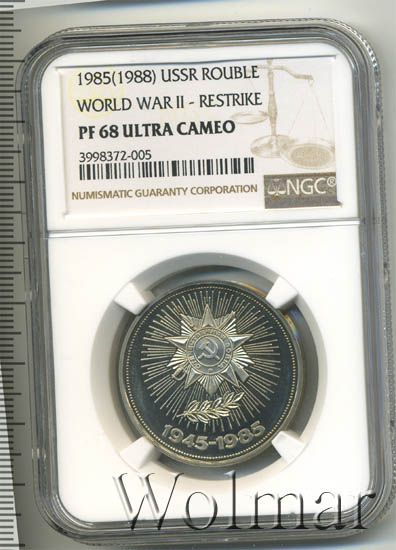 1985(1988) USSR ROUBLE
WORLD WAR II - RESTRIKE
PF 68 ULTRA CAMEO
3998372-005
NUMISMATIC GUARANTY CORPORATION
NGC®
1945-1985
Wolmar